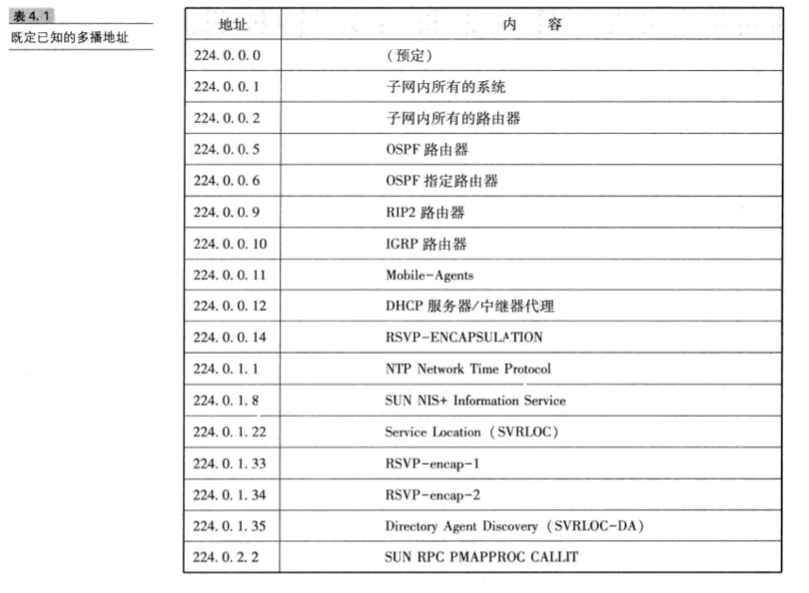 表4.1
既定已知的多播地址
地址 内 容
224.0.0.0 (预定)
224.0.0.1 子网内所有的系统
224.0.0.2 子网内所有的路由器
224.0.0.5 OSPF 路由器
224.0.0.6 OSPF 指定路由器
224.0.0.9 RIP2 路由器
224.0.0.10 IGRP 路由器
224.0.0.11 Mobile-Agents
224.0.0.12 DHCP 服务器/中继器代理
224.0.0.14 RSVP-ENCAPSULATION
224.0.1.1 NTP Network Time Protocol
224.0.1.8 SUN NIS+ Information Service
224.0.1.22 Service Location (SVRLOC)
224.0.1.33 RSVP-encap-1
224.0.1.34 RSVP-encap-2
224.0.1.35 Directory Agent Discovery (SVRLOC-DA)
224.0.2.2 SUN RPC PMAPPROC CALLIT